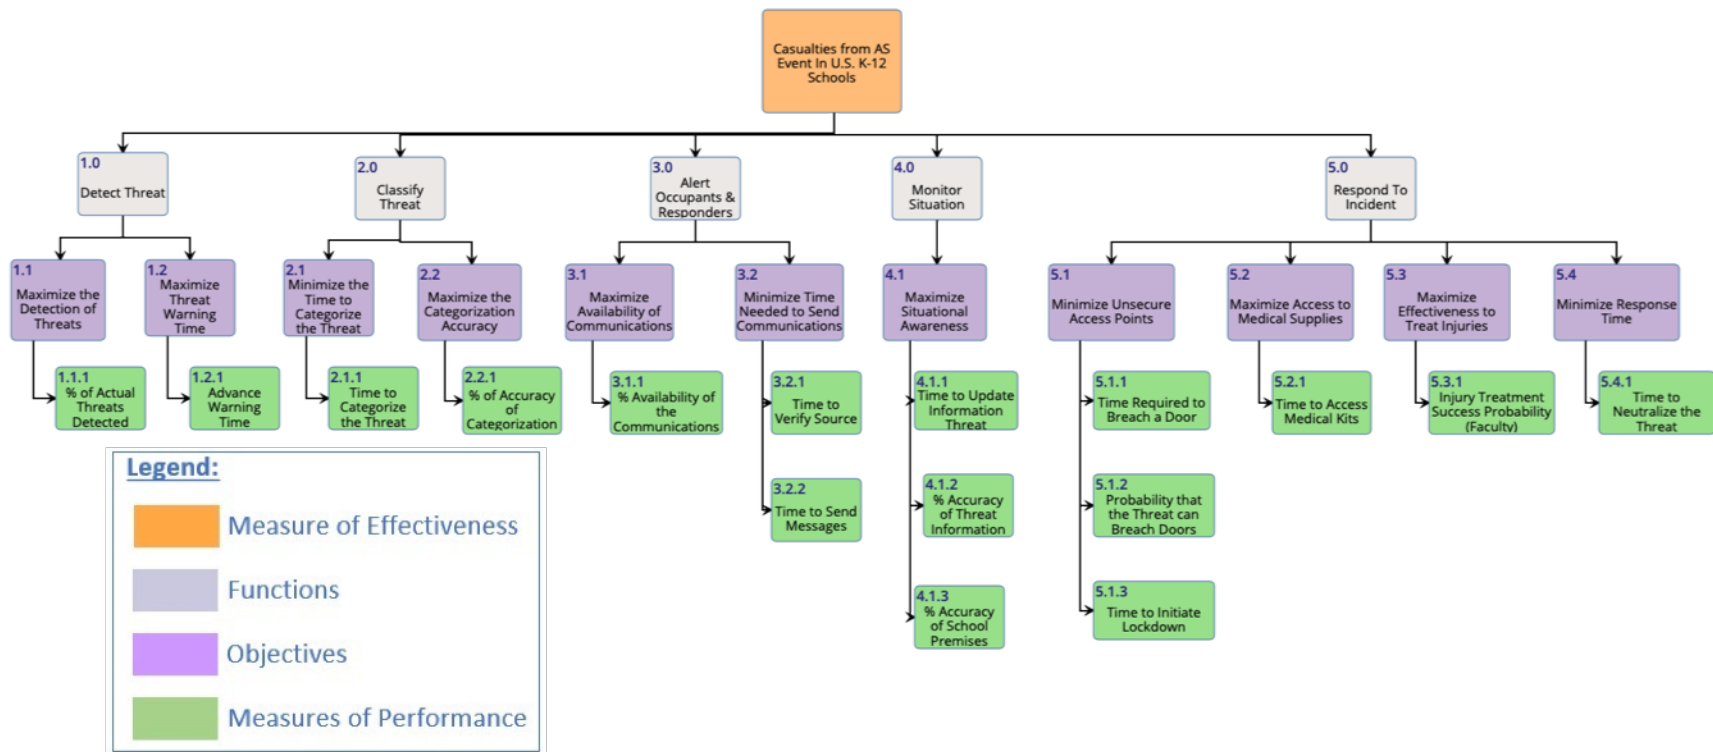 Casualties from AS
Event In U.S. K-12
Schools
1.0
Detect Threat
2.0
Classify
Threat
3.0
Alert
Occupants &
Responders
4.0
Monitor
Situation
5.0
Respond To
Incident
1.1
Maximize the
Detection of
Threats
1.2
Maximize
Threat
Warning
Time
2.1
Minimize the
Time to
Categorize
the Threat
2.2
Maximize the
Categorization
Accuracy
3.1
Maximize
Availability of
Communications
3.2
Minimize Time
Needed to Send
Communications
4.1
Maximize
Situational
Awareness
5.1
Minimize Unsecure
Access Points
5.2
Maximize Access to
Medical Supplies
5.3
Maximize
Effectiveness to
Treat Injuries
5.4
Minimize Response
Time
1.1.1
% of Actual
Threats
Detected
1.2.1
Advance
Warning
Time
2.1.1
Time to
Categorize
the Threat
2.2.1
% of Accuracy
of
Categorization
3.1.1
% Availability of
the
Communications
3.2.1
Time to
Verify Source
4.1.1
Time to Update
Information
Threat
5.1.1
Time Required to
Breach a Door
5.2.1
Time to Access
Medical Kits
5.3.1
Injury Treatment
Success Probability
(Faculty)
5.4.1
Time to
Neutralize the
Threat
3.2.2
Time to Send
Messages
4.1.2
% Accuracy
of Threat
Information
5.1.2
Probability that
the Threat can
Breach Doors
4.1.3
% Accuracy
of School
Premises
5.1.3
Time to Initiate
Lockdown
Legend:
Measure of Effectiveness
Functions
Objectives
Measures of Performance